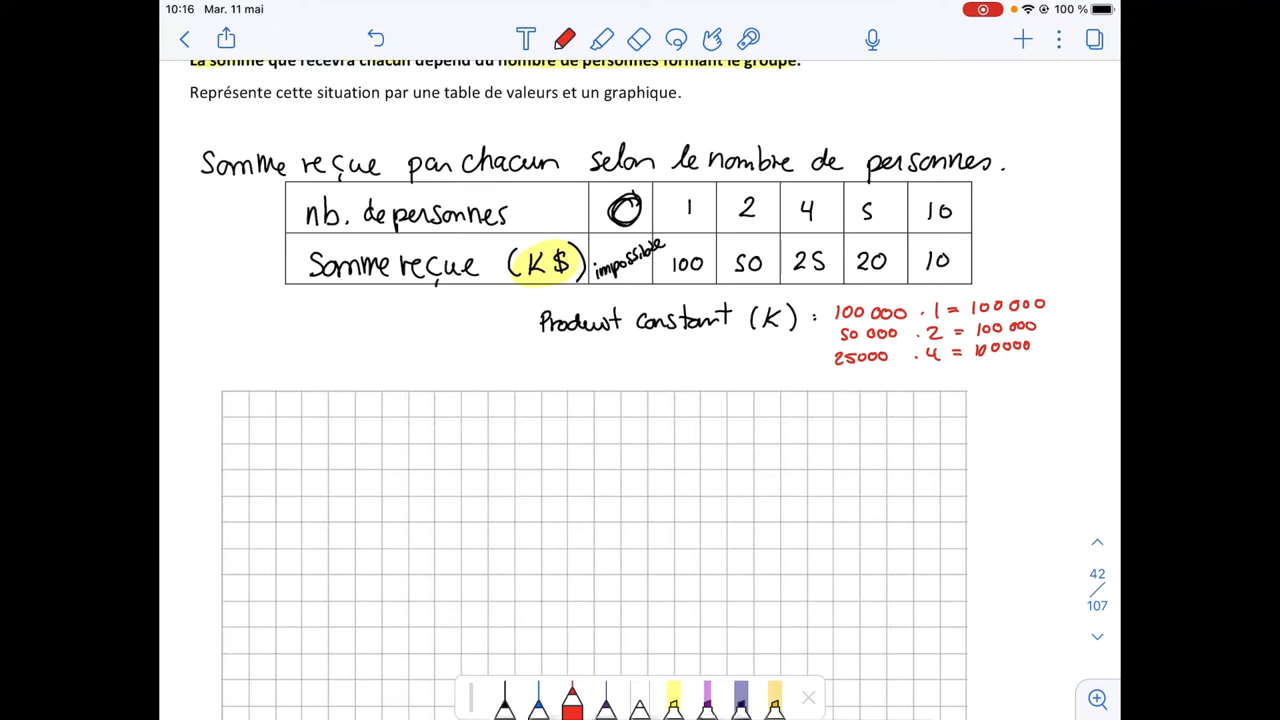 10:16 Mar. 11 mai 100 %
La somme que recevra chacun dépend du nombre de personnes formant le groupe.
Représente cette situation par une table de valeurs et un graphique.
Somme reçue par chacun selon le nombre de personnes.
nb. de personnes 0 1 2 4 5 10
Somme reçue (K$) impossible 100 50 25 20 10
Produit constant (K) : 100 000 . 1 = 100 000
50 000 . 2 = 100 000
25000 . 4 = 100000
42
107